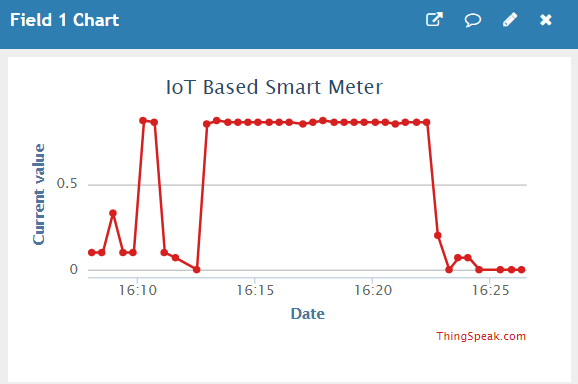 Field 1 Chart
IoT Based Smart Meter
Current value
0.5
0
16:10 16:15 16:20 16:25
Date
ThingSpeak.com